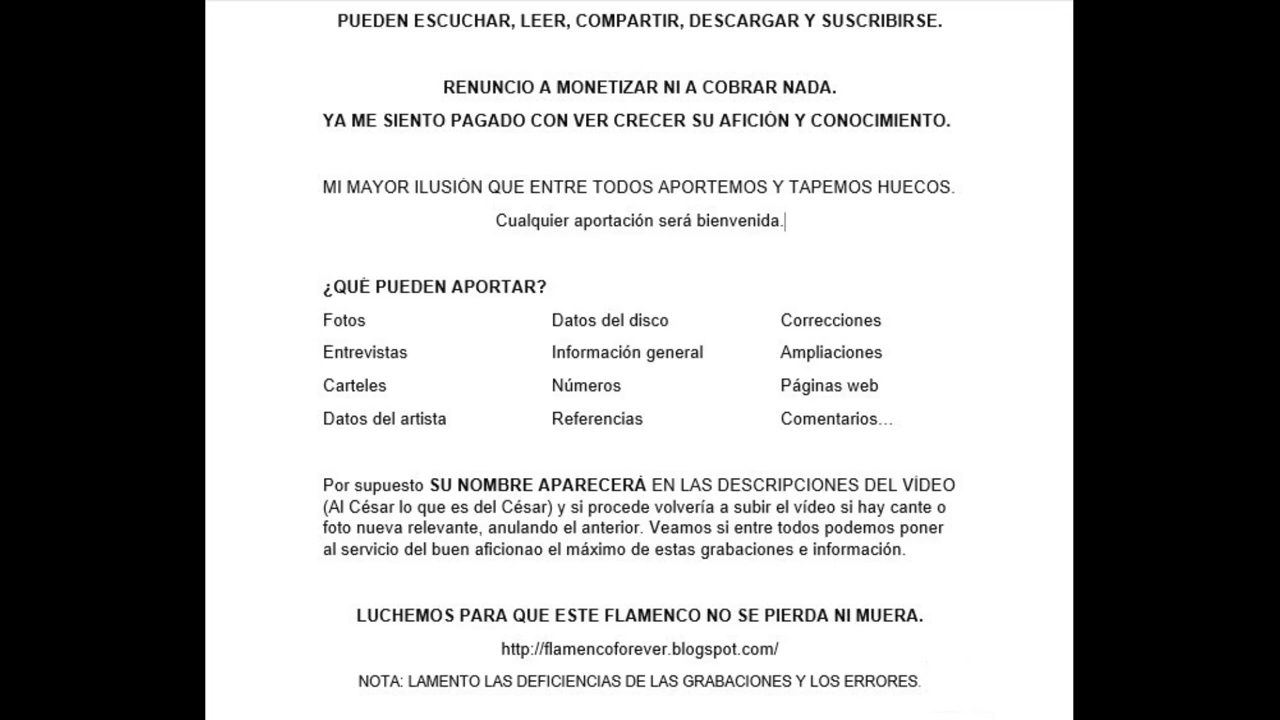 PUEDEN ESCUCHAR, LEER, COMPARTIR, DESCARGAR Y SUSCRIBIRSE.
RENUNCIO A MONETIZAR NI A COBRAR NADA.
YA ME SIENTO PAGADO CON VER CRECER SU AFICIÓN Y CONOCIMIENTO.
MI MAYOR ILUSIÓN QUE ENTRE TODOS APORTEMOS Y TAPEMOS HUECOS.
Cualquier aportación será bienvenida.
¿QUÉ PUEDEN APORTAR?
Fotos Datos del disco Correcciones
Entrevistas Información general Ampliaciones
Carteles Números Páginas web
Datos del artista Referencias Comentarios...
Por supuesto SU NOMBRE APARECERÁ EN LAS DESCRIPCIONES DEL VÍDEO
(Al César lo que es del César) y si procede volvería a subir el vídeo si hay cante o
foto nueva relevante, anulando el anterior. Veamos si entre todos podemos poner
al servicio del buen aficionao el máximo de estas grabaciones e información.
LUCHEMOS PARA QUE ESTE FLAMENCO NO SE PIERDA NI MUERA.
http://flamencoforever.blogspot.com/
NOTA: LAMENTO LAS DEFICIENCIAS DE LAS GRABACIONES Y LOS ERRORES.